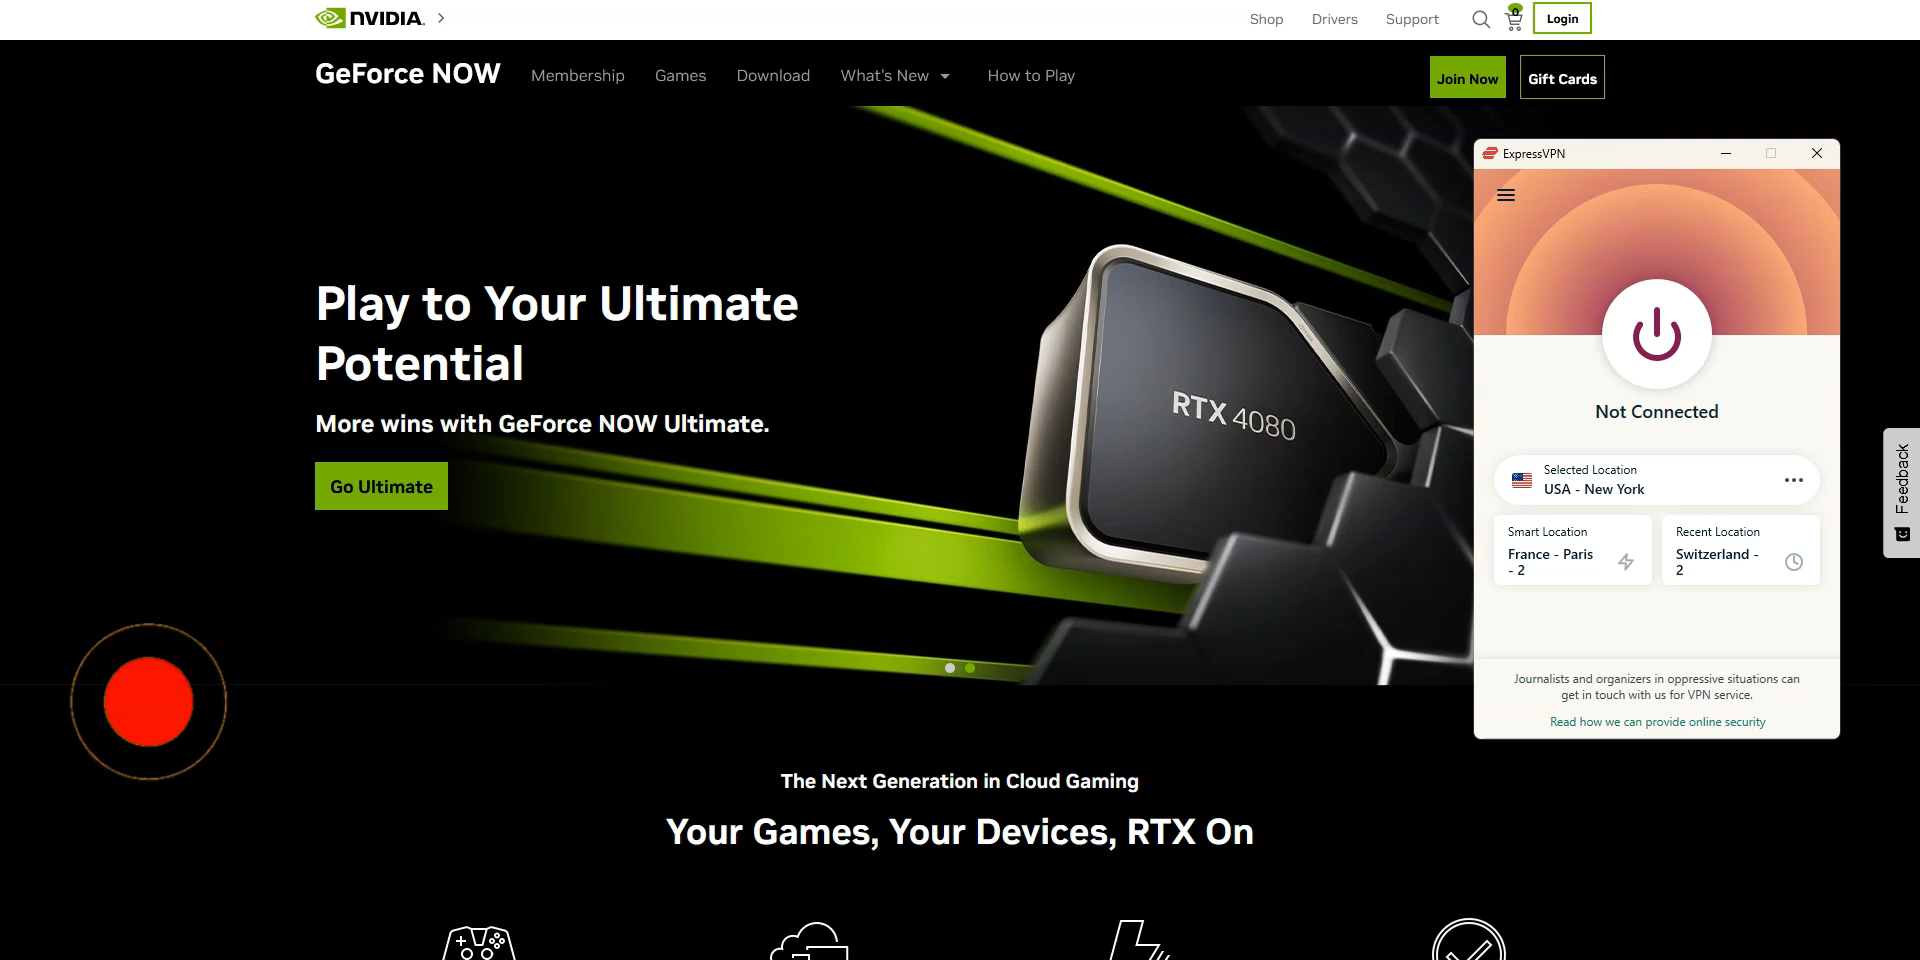 NVIDIA.
Shop
Drivers
Support
0
Login
GeForce NOW
Membership
Games
Download
What's New
How to Play
Join Now
Gift Cards
Play to Your Ultimate
Potential
More wins with GeForce NOW Ultimate.
Go Ultimate
RTX 4080
ExpressVPN
Not Connected
Selected Location
USA - New York
Smart Location
France - Paris
- 2
Recent Location
Switzerland -
2
Journalists and organizers in oppressive situations can
get in touch with us for VPN service.
Read how we can provide online security
Feedback
The Next Generation in Cloud Gaming
Your Games, Your Devices, RTX On